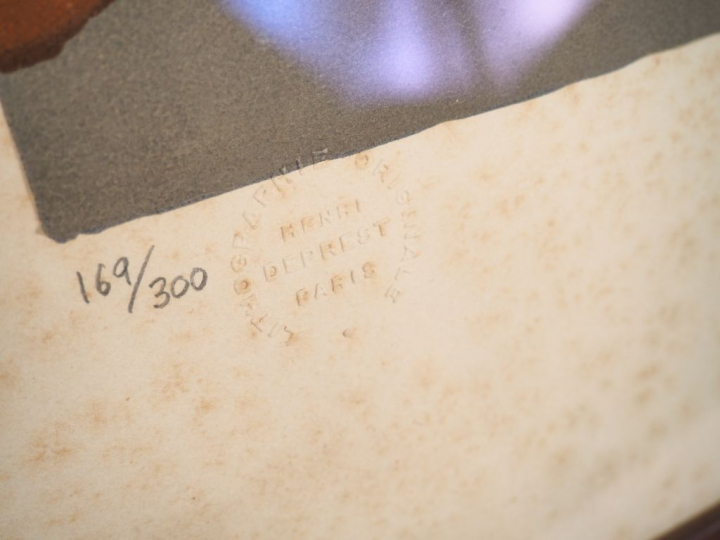 169/300
LITHOGRAPHIE ORIGINALE
HENRI
DEPREST
PARIS